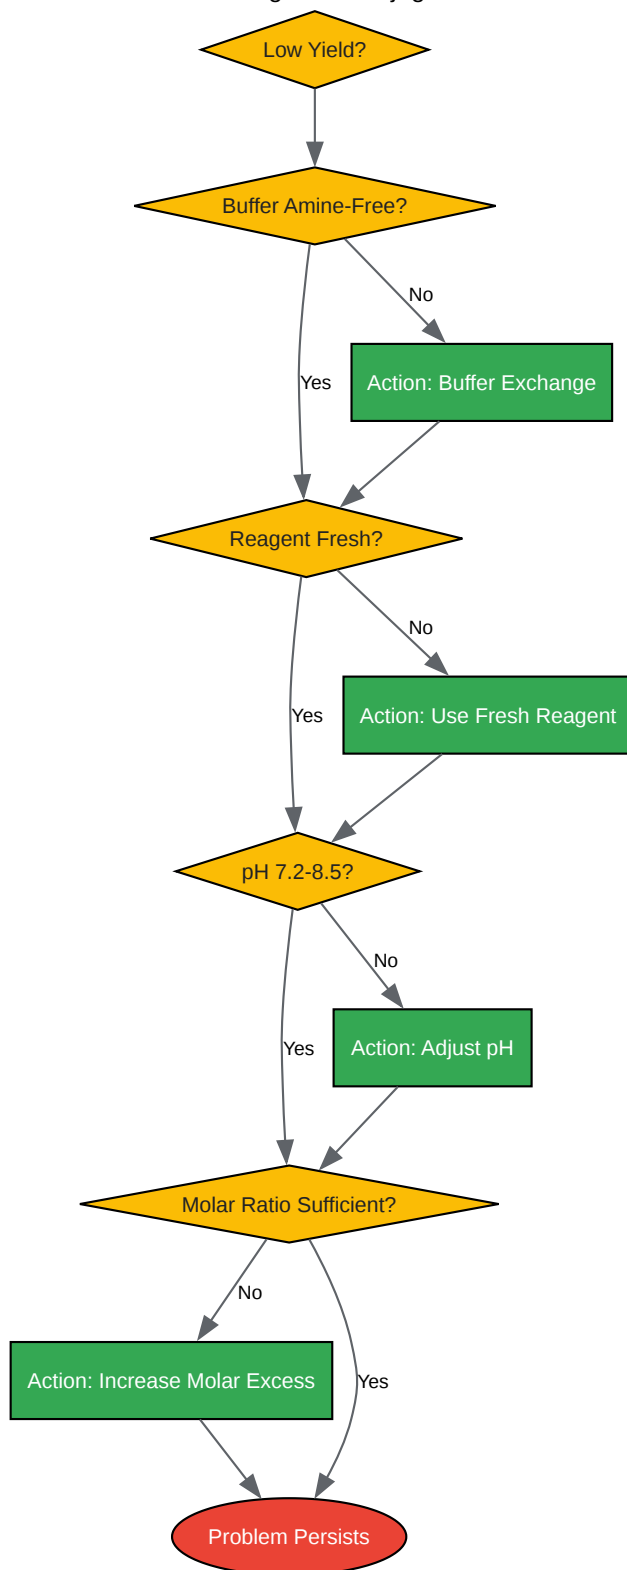 Low Yield?
Buffer Amine-Free?
No
Yes
Action: Buffer Exchange
Reagent Fresh?
No
Yes
Action: Use Fresh Reagent
pH 7.2-8.5?
No
Yes
Action: Adjust pH
Molar Ratio Sufficient?
No
Action: Increase Molar Excess
Yes
Problem Persists